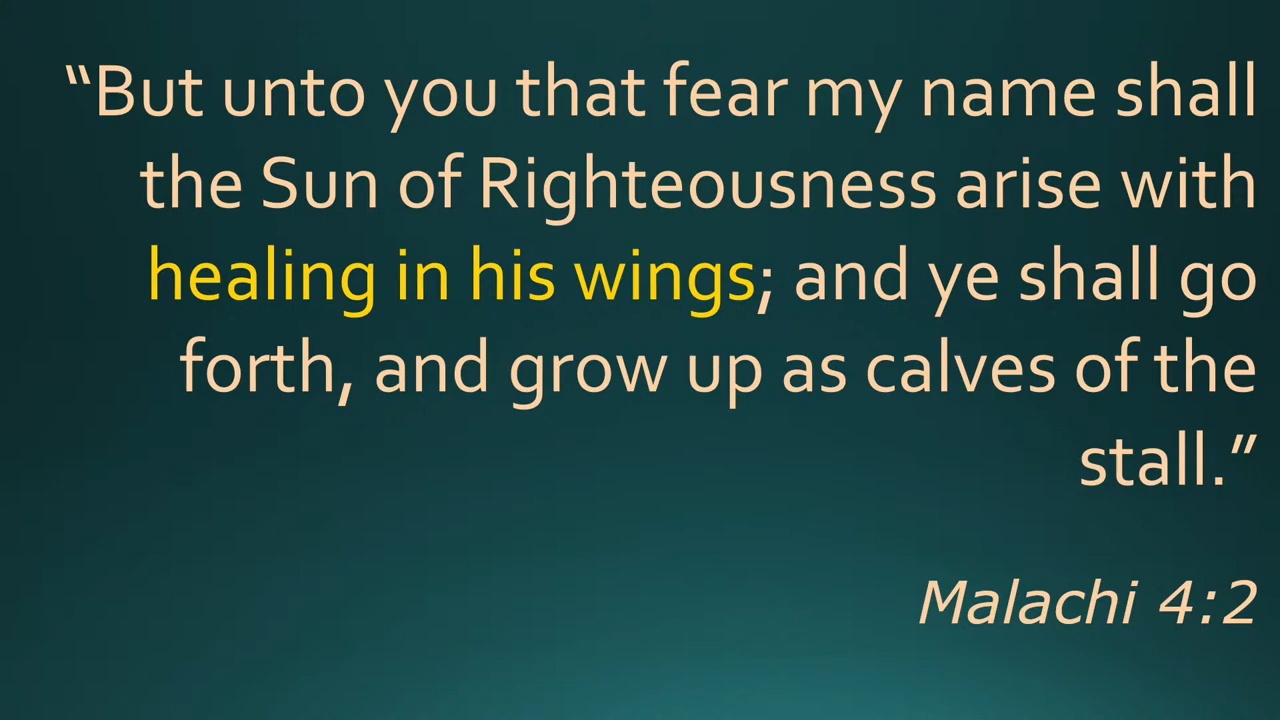 “But unto you that fear my name shall
the Sun of Righteousness arise with
healing in his wings; and ye shall go
forth, and grow up as calves of the
stall.”
Malachi 4:2